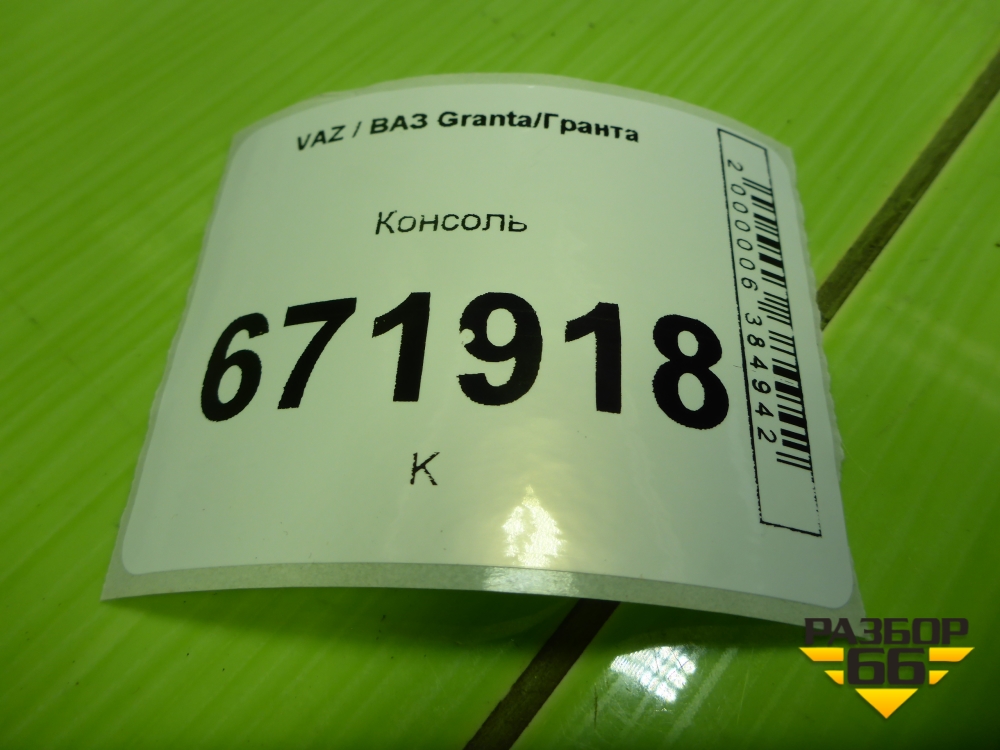 VAZ / ВАЗ Granta/Гранта
Консоль
671918
К
2000006384942
РАЗБОР
66